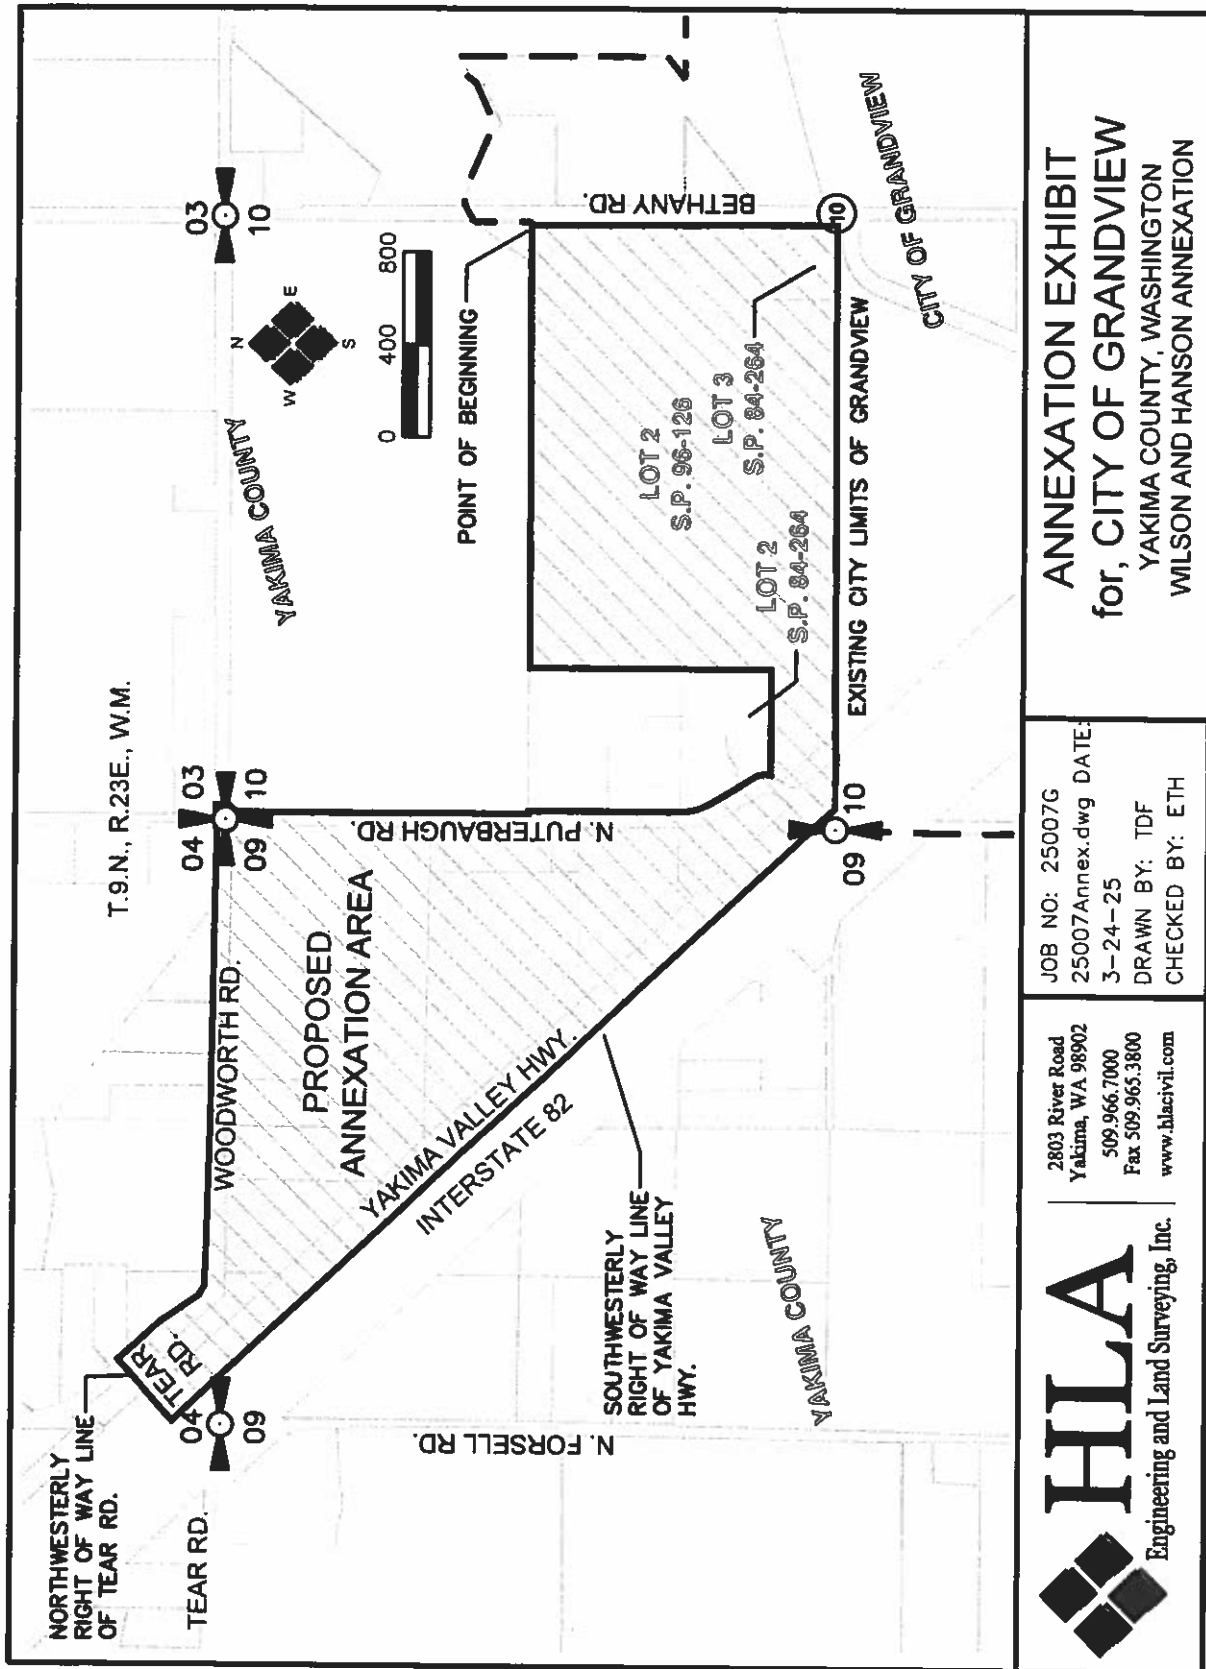 T.9.N., R.23E., W.M.
NORTHWESTERLY
RIGHT OF WAY LINE
OF TEAR RD.
TEAR RD.
TEAR
RD.
04
09
WOODWORTH RD.
04 03
09 10
03
10
YAKIMA COUNTY
N
W E
S
0 400 800
POINT OF BEGINNING
PROPOSED
ANNEXATION AREA
N. PUTERBAUGH RD.
BETHANY RD.
N. FORSELL RD.
YAKIMA VALLEY HWY.
INTERSTATE 82
SOUTHWESTERLY
RIGHT OF WAY LINE
OF YAKIMA VALLEY
HWY.
YAKIMA COUNTY
LOT 2
S.P. 96-126
LOT 3
S.P. 84-264
LOT 2
S.P. 84-264
09 10
10
EXISTING CITY LIMITS OF GRANDVIEW
CITY OF GRANDVIEW
HLA
Engineering and Land Surveying, Inc.
2803 River Road
Yakima, WA 98902
509.966.7000
Fax 509.965.3800
www.hlacivil.com
JOB NO: 25007G
25007Annex.dwg DATE:
3-24-25
DRAWN BY: TDF
CHECKED BY: ETH
ANNEXATION EXHIBIT
for, CITY OF GRANDVIEW
YAKIMA COUNTY, WASHINGTON
WILSON AND HANSON ANNEXATION